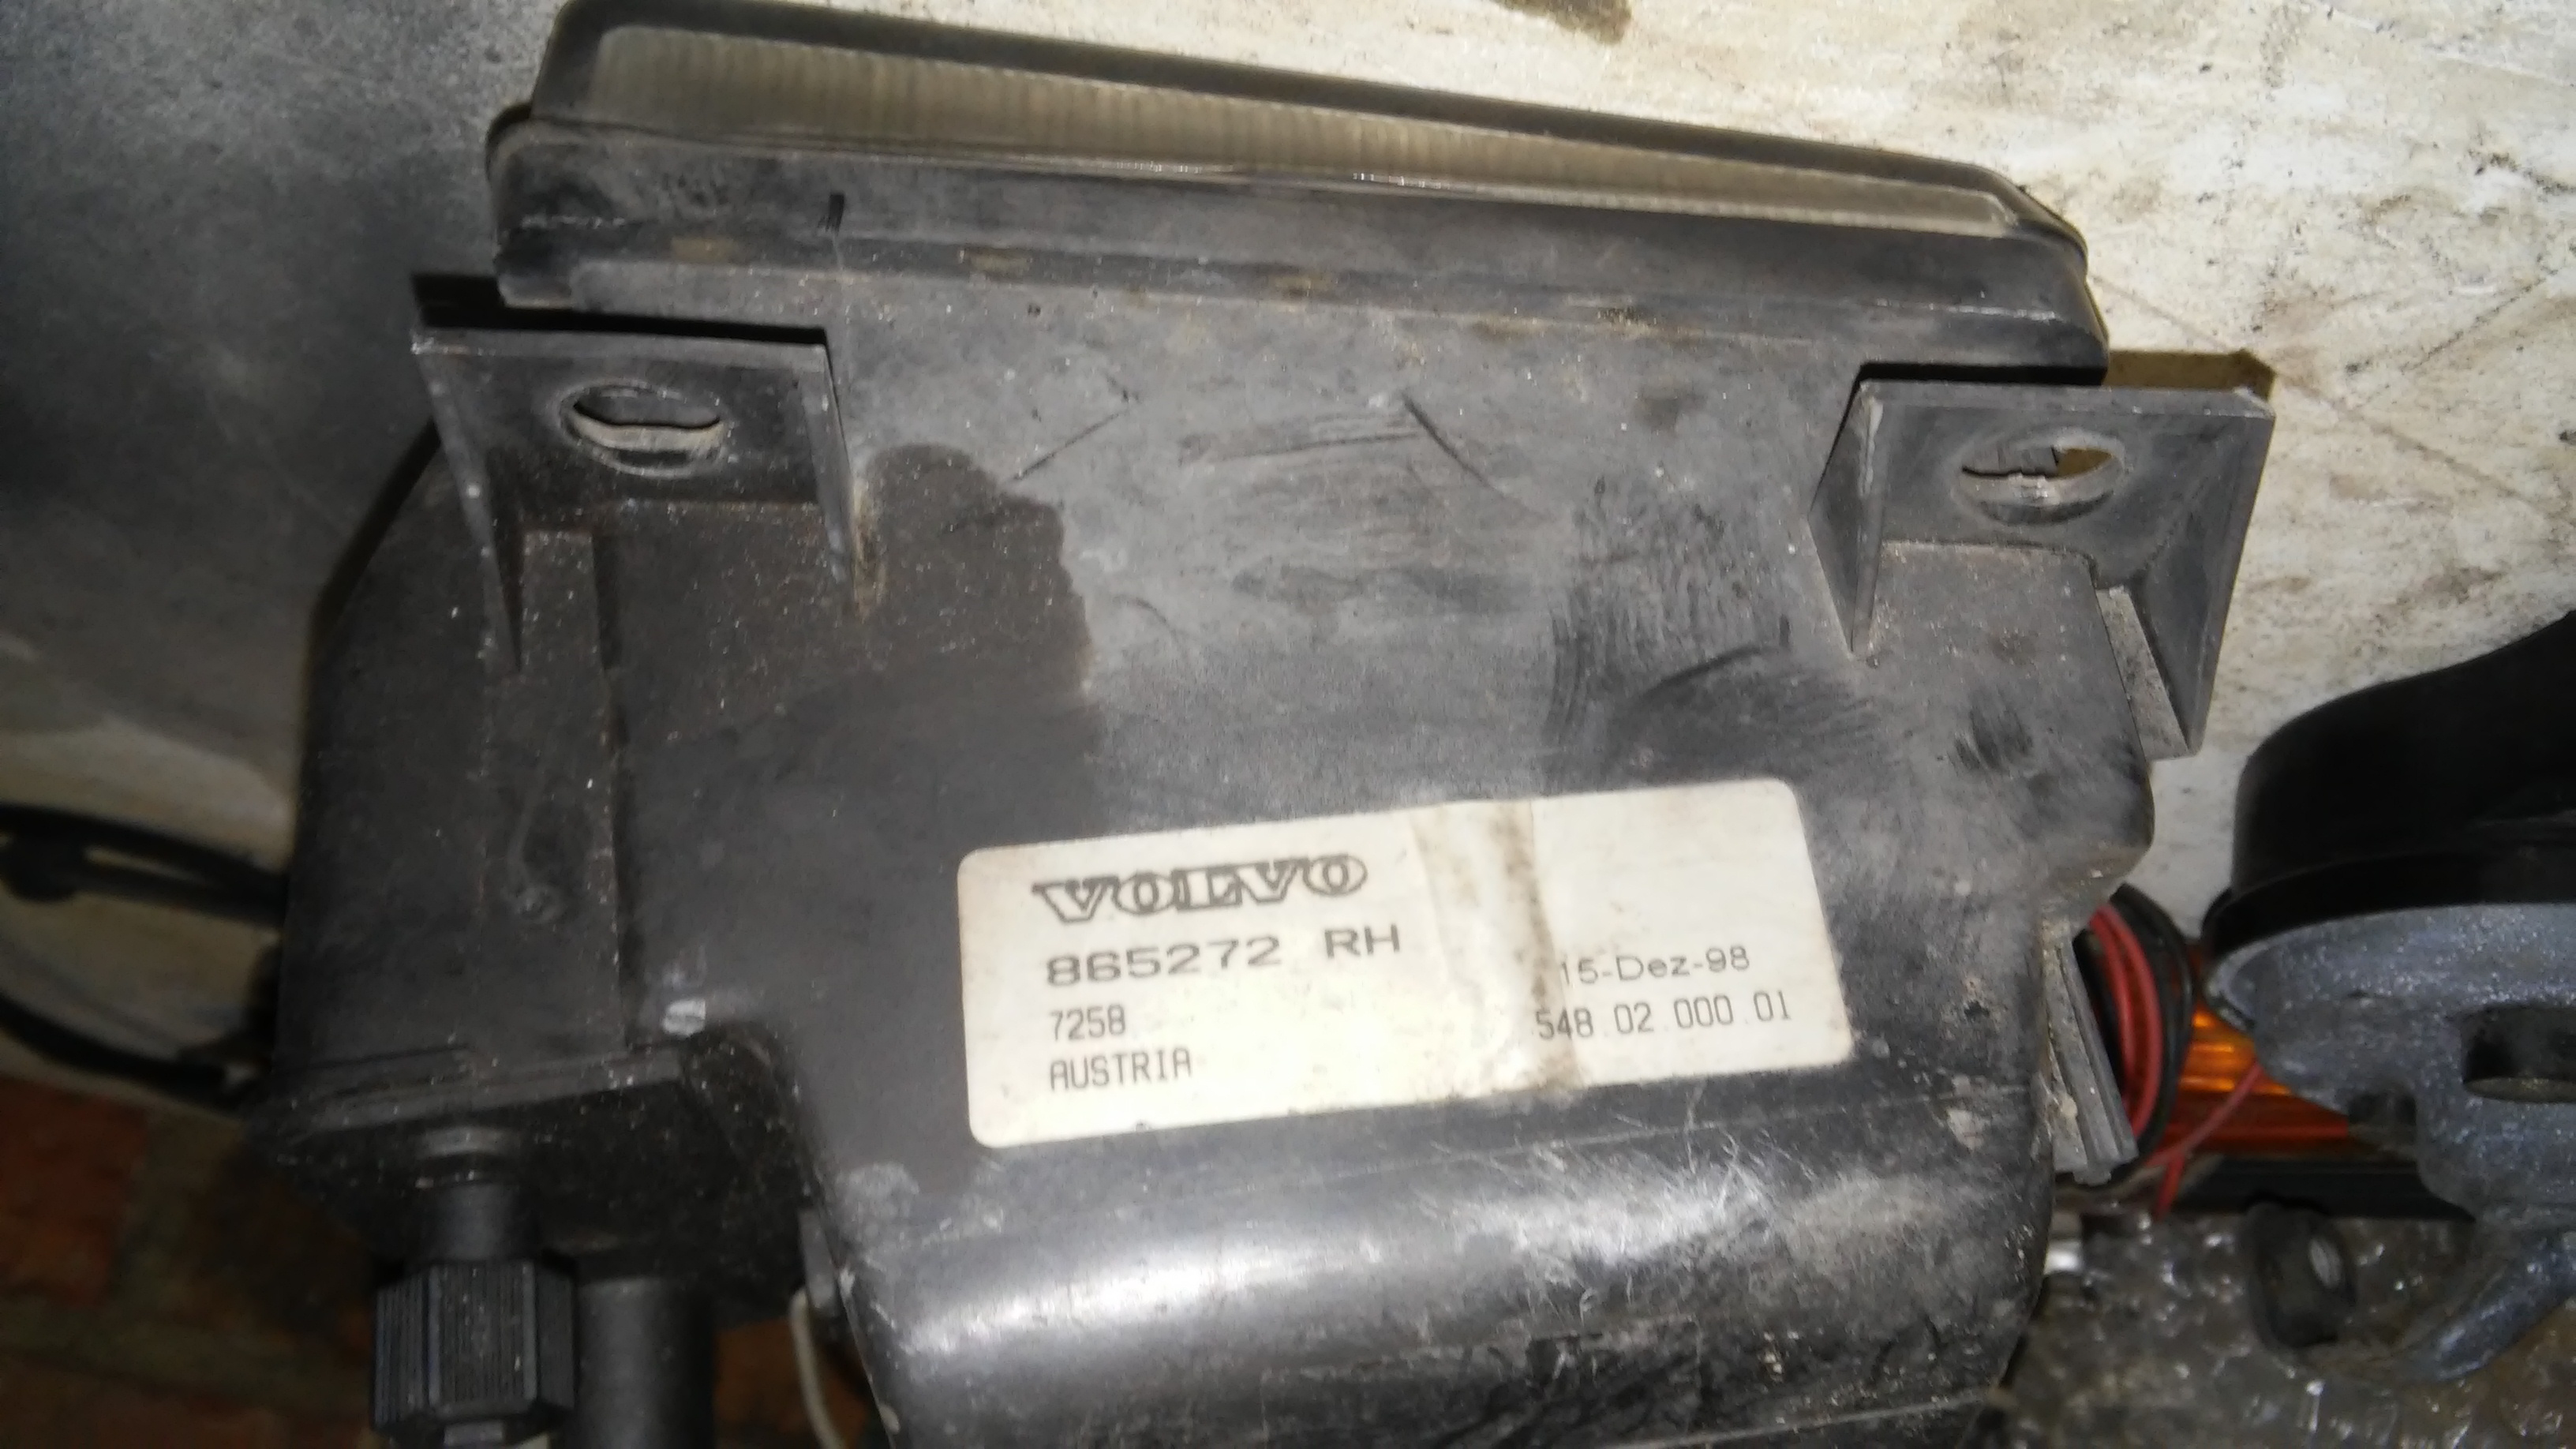 VOLVO
865272 RH
15-Dez-98
7258
548.02.000.01
AUSTRIA